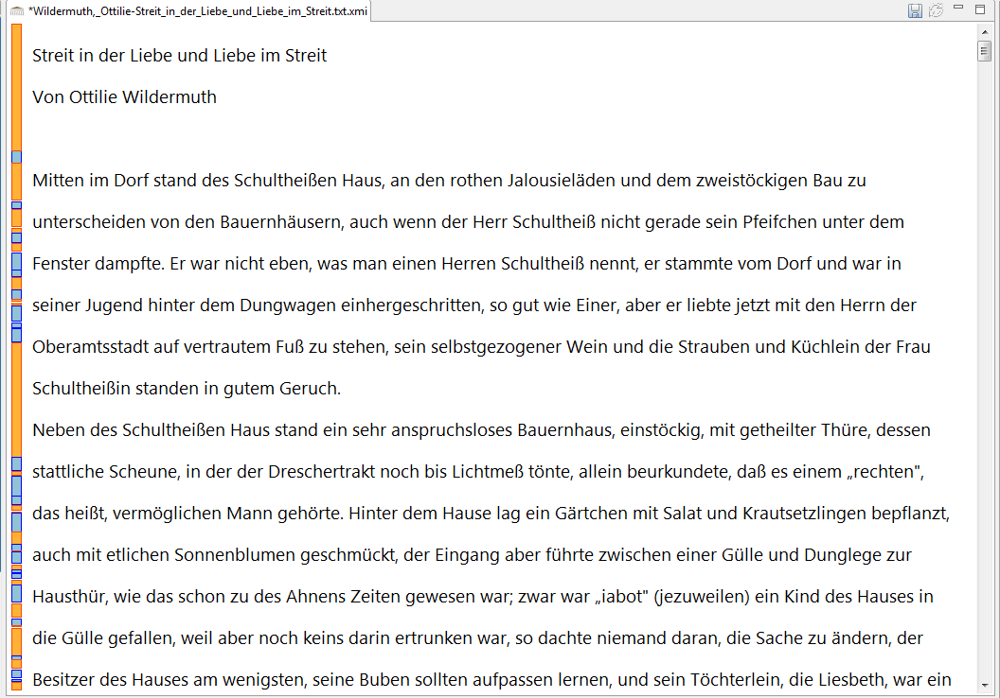 *Wildermuth,_Ottilie-Streit_in_der_Liebe_und_Liebe_im_Streit.txt.xmi
Streit in der Liebe und Liebe im Streit
Von Ottilie Wildermuth
Mitten im Dorf stand des Schultheißen Haus, an den rothen Jalousieläden und dem zweistöckigen Bau zu
unterscheiden von den Bauernhäusern, auch wenn der Herr Schultheiß nicht gerade sein Pfeifchen unter dem
Fenster dampfte. Er war nicht eben, was man einen Herren Schultheiß nennt, er stammte vom Dorf und war in
seiner Jugend hinter dem Dungwagen einhergeschritten, so gut wie Einer, aber er liebte jetzt mit den Herrn der
Oberamtsstadt auf vertrautem Fuß zu stehen, sein selbstgezogener Wein und die Strauben und Küchlein der Frau
Schultheißin standen in gutem Geruch.
Neben des Schultheißen Haus stand ein sehr anspruchsloses Bauernhaus, einstöckig, mit getheilter Thüre, dessen
stattliche Scheune, in der der Dreschertrakt noch bis Lichtmeß tönte, allein beurkundete, daß es einem „rechten",
das heißt, vermöglichen Mann gehörte. Hinter dem Hause lag ein Gärtchen mit Salat und Krautsetzlingen bepflanzt,
auch mit etlichen Sonnenblumen geschmückt, der Eingang aber führte zwischen einer Gülle und Dunglege zur
Hausthür, wie das schon zu des Ahnens Zeiten gewesen war; zwar war „iabot" (jezuweilen) ein Kind des Hauses in
die Gülle gefallen, weil aber noch keins darin ertrunken war, so dachte niemand daran, die Sache zu ändern, der
Besitzer des Hauses am wenigsten, seine Buben sollten aufpassen lernen, und sein Töchterlein, die Liesbeth, war ein